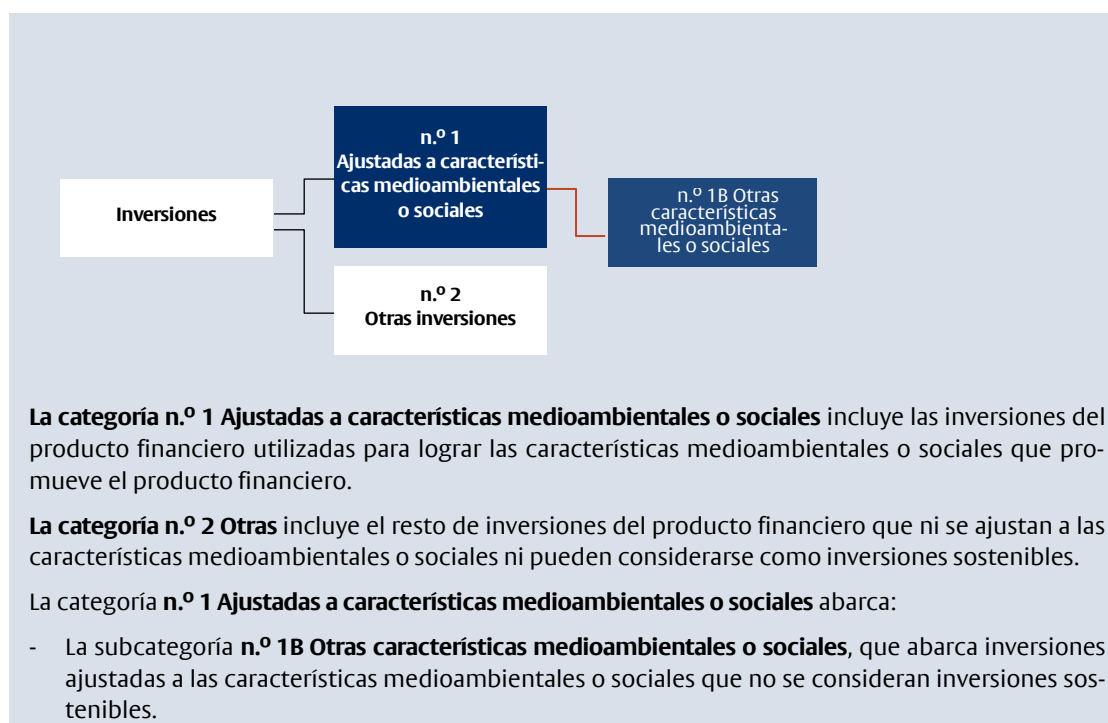 n.º 1
Ajustadas a característi-
cas medioambientales
o sociales
Inversiones
n.º 1B Otras
características
medioambienta-
les o sociales
n.º 2
Otras inversiones
La categoría n.º 1 Ajustadas a características medioambientales o sociales incluye las inversiones del
producto financiero utilizadas para lograr las características medioambientales o sociales que pro-
mueve el producto financiero.
La categoría n.º 2 Otras incluye el resto de inversiones del producto financiero que ni se ajustan a las
características medioambientales o sociales ni pueden considerarse como inversiones sostenibles.
La categoría n.º 1 Ajustadas a características medioambientales o sociales abarca:
- La subcategoría n.º 1B Otras características medioambientales o sociales, que abarca inversiones
ajustadas a las características medioambientales o sociales que no se consideran inversiones sos-
tenibles.